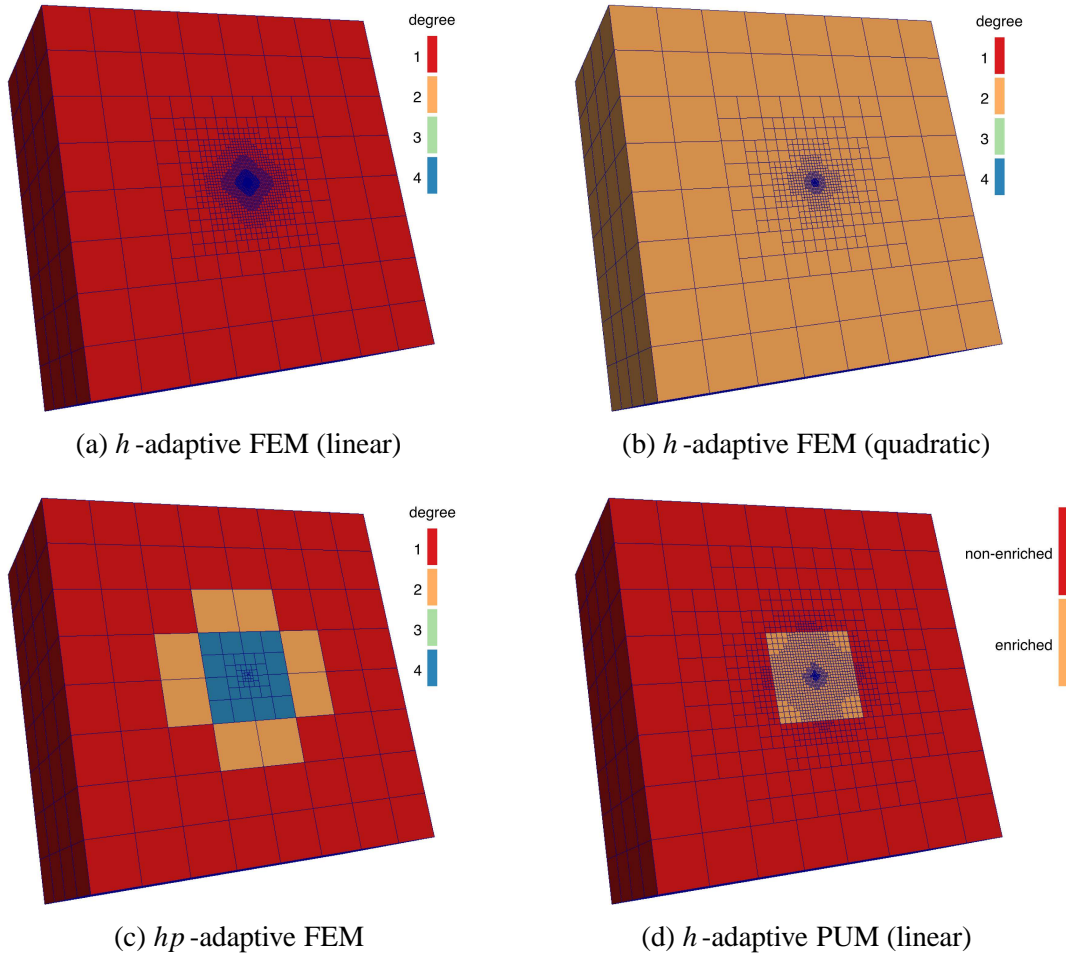 degree
1
2
3
4
(a) h-adaptive FEM (linear)
degree
1
2
3
4
(b) h-adaptive FEM (quadratic)
degree
1
2
3
4
(c) hp-adaptive FEM
non-enriched
enriched
(d) h-adaptive PUM (linear)